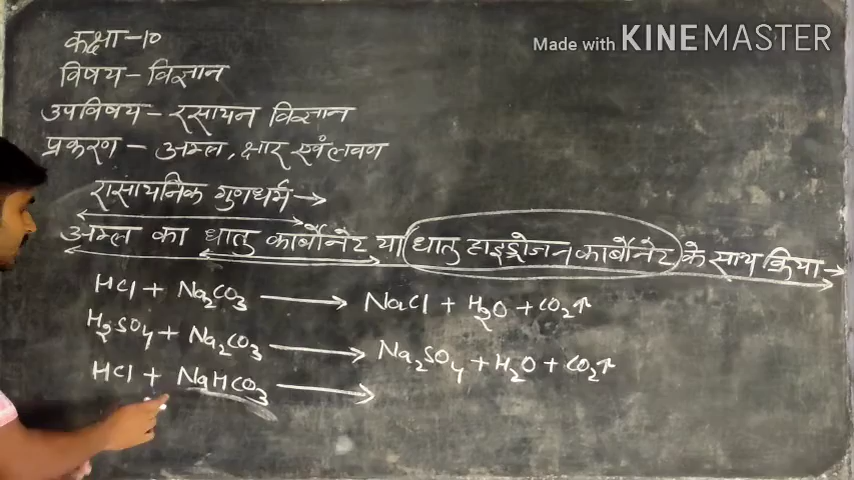 Made with KINEMASTER
कक्षा-10
विषय - विज्ञान
उपविषय - रसायन विज्ञान
प्रकरण - अम्ल, क्षार एवं लवण
रासायनिक गुणधर्म →
अम्ल का धातु कार्बोनेट या धातु हाइड्रोजन कार्बोनेट के साथ क्रिया →
HCl + Na₂CO₃ → NaCl + H₂O + CO₂↑
H₂SO₄ + Na₂CO₃ → Na₂SO₄ + H₂O + CO₂↑
HCl + NaHCO₃ →